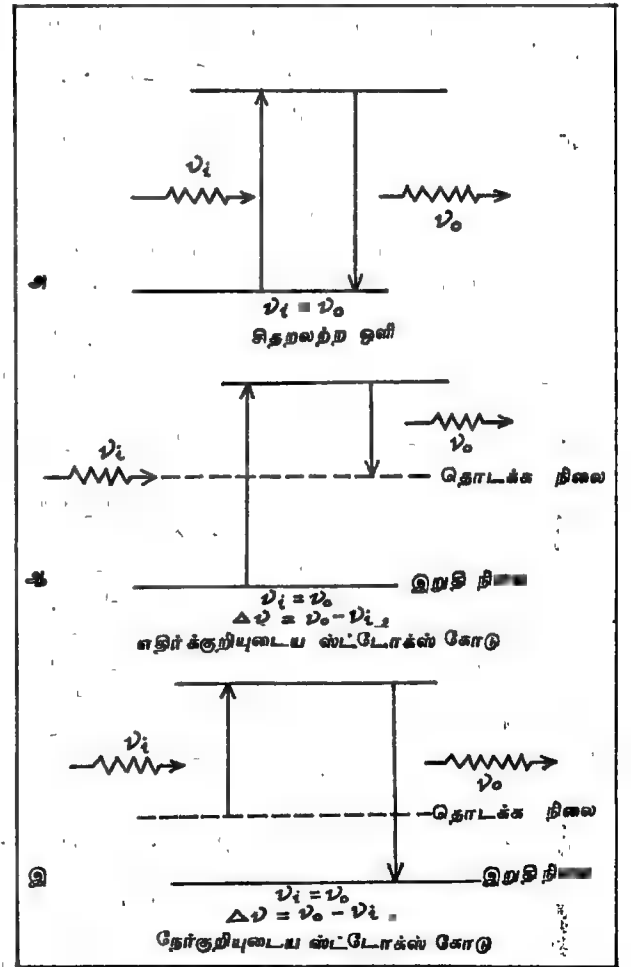 νi
νo
அ
νi = νo
சிதறலற்ற ஒளி
νo
νi
தொடக்க நிலை
ஆ
இறுதி
νi = νo
Δν = νo - νi
எதிர்க்குறியுடைய ஸ்ட்டோக்ஸ் கோடு
νi
νo
தொடக்க நிலை
இ
இறுதி
νi = νo
Δν = νo - νi
நேர்குறியுடைய ஸ்ட்டோக்ஸ் கோடு